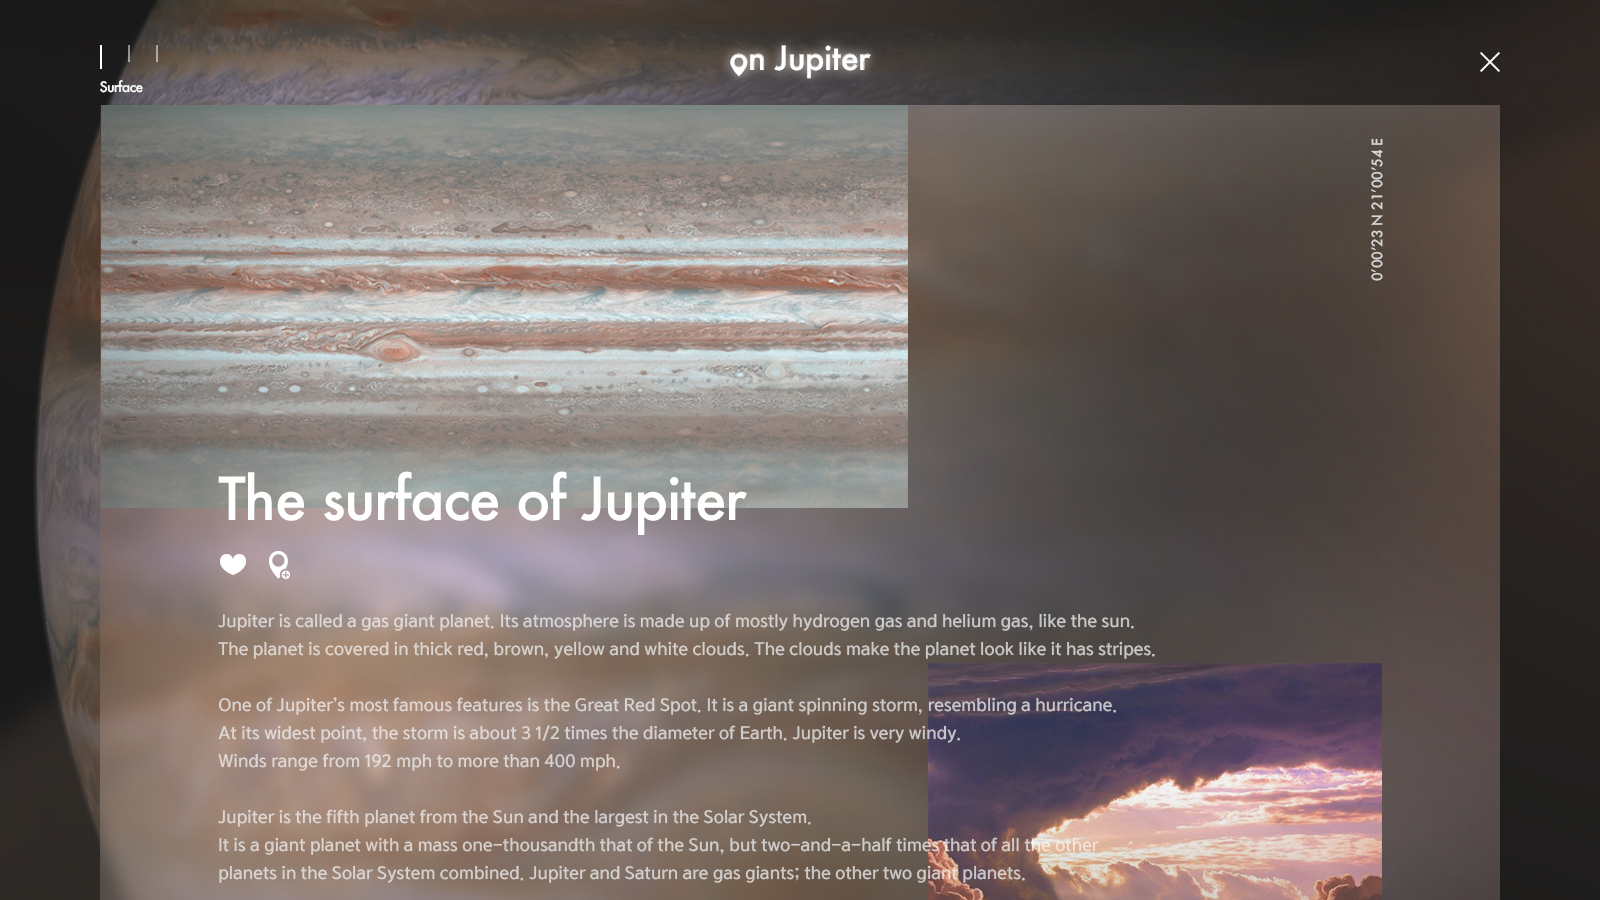 on Jupiter
Surface
0'00'23 N 21'00'54 E
The surface of Jupiter
Jupiter is called a gas giant planet. Its atmosphere is made up of mostly hydrogen gas and helium gas, like the sun.
The planet is covered in thick red, brown, yellow and white clouds. The clouds make the planet look like it has stripes.
One of Jupiter's most famous features is the Great Red Spot. It is a giant spinning storm, resembling a hurricane.
At its widest point, the storm is about 3 1/2 times the diameter of Earth. Jupiter is very windy.
Winds range from 192 mph to more than 400 mph.
Jupiter is the fifth planet from the Sun and the largest in the Solar System.
It is a giant planet with a mass one-thousandth that of the Sun, but two-and-a-half times that of all the other
planets in the Solar System combined. Jupiter and Saturn are gas giants; the other two giant planets.